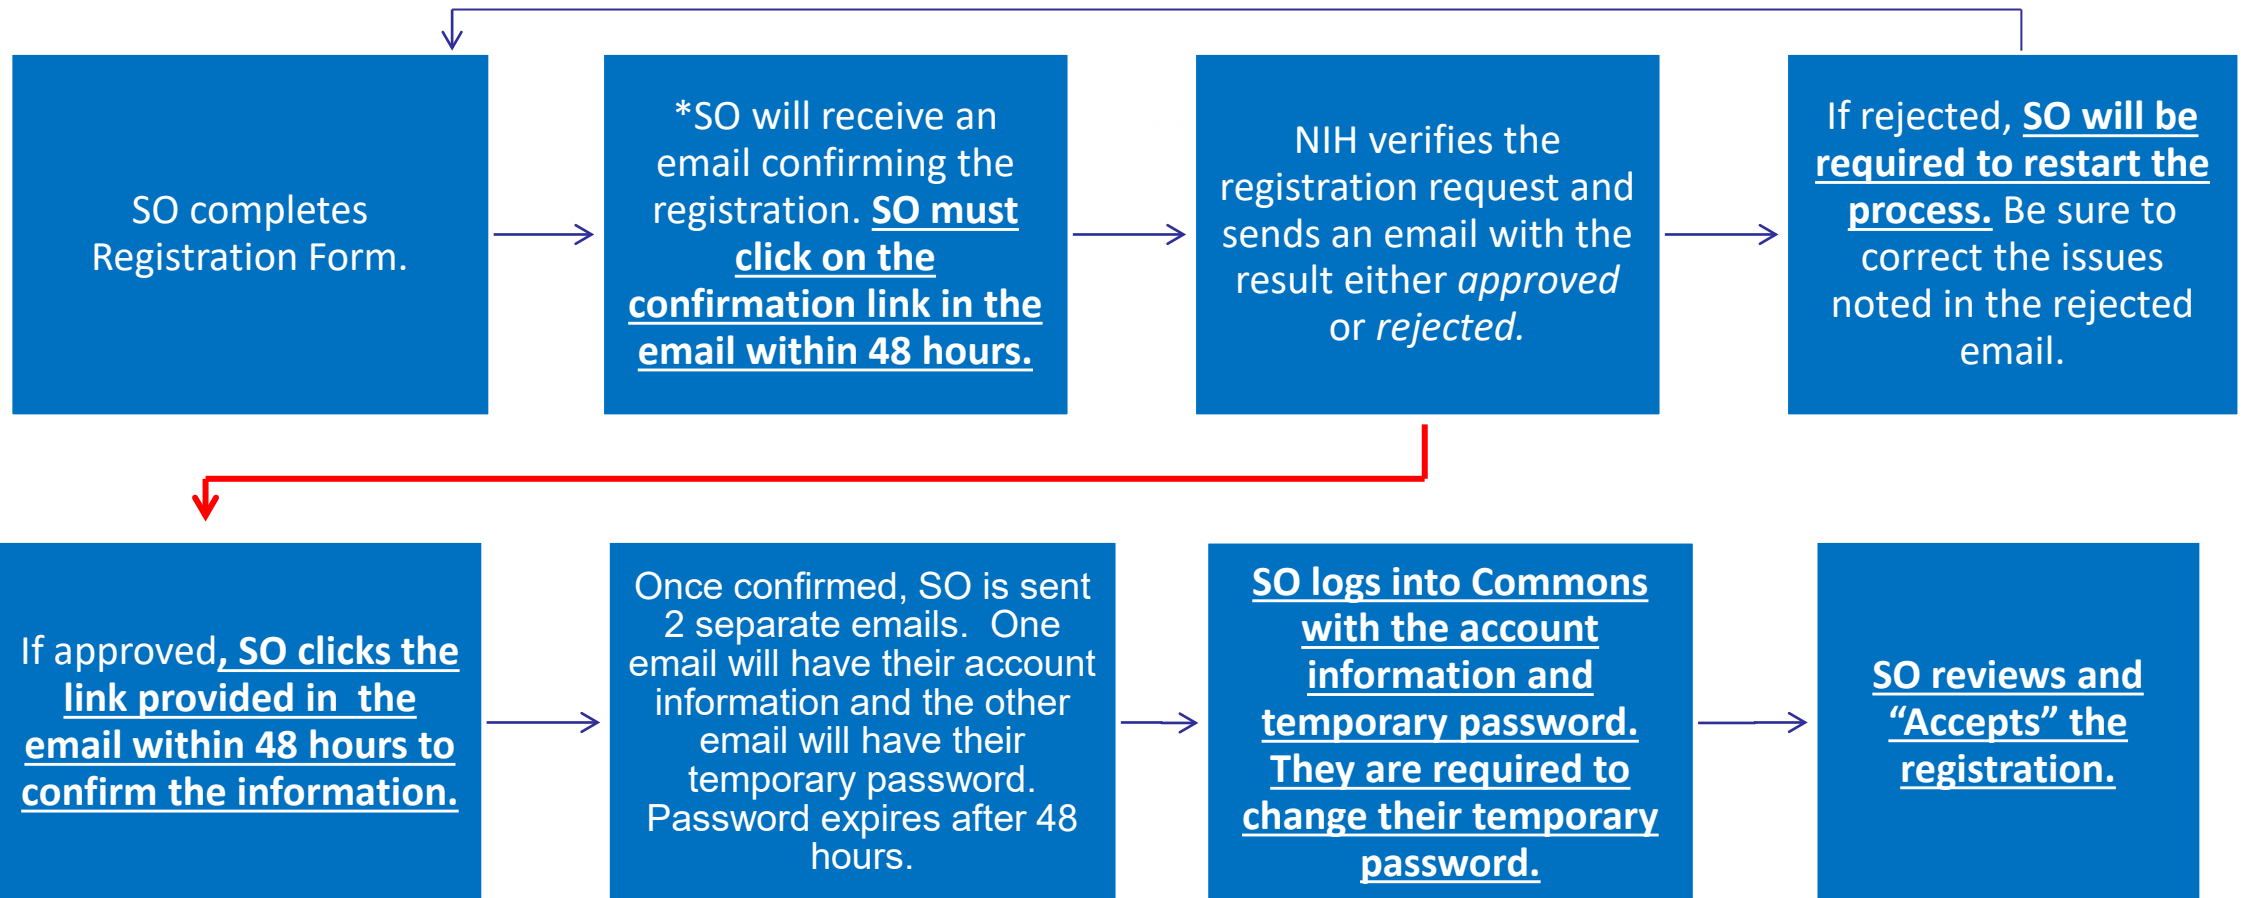 SO completes
Registration Form.
*SO will receive an
email confirming the
registration. SO must
click on the
confirmation link in the
email within 48 hours.
NIH verifies the
registration request and
sends an email with the
result either approved
or rejected.
If rejected, SO will be
required to restart the
process. Be sure to
correct the issues
noted in the rejected
email.
If approved, SO clicks the
link provided in  the
email within 48 hours to
confirm the information.
Once confirmed, SO is sent
2 separate emails.  One
email will have their account
information and the other
email will have their
temporary password.
Password expires after 48
hours.
SO logs into Commons
with the account
information and
temporary password.
They are required to
change their temporary
password.
SO reviews and
“Accepts” the
registration.